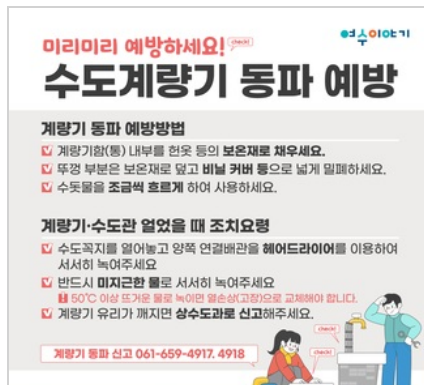 여수이야기
미리미리 예방하세요! check!
수도계량기 동파 예방
계량기 동파 예방방법
계량기함(통) 내부를 헌옷 등의 보온재로 채우세요.
뚜껑 부분은 보온재로 덮고 비닐 커버 등으로 넓게 밀폐하세요.
수돗물을 조금씩 흐르게 하여 사용하세요.
계량기·수도관 얼었을 때 조치요령
수도꼭지를 열어놓고 양쪽 연결배관을 헤어드라이어를 이용하여
서서히 녹여주세요
반드시 미지근한 물로 서서히 녹여주세요
! 50℃ 이상 뜨거운 물로 녹이면 열손상(고장)으로 교체해야 합니다.
계량기 유리가 깨지면 상수도과로 신고해주세요.
check!
계량기 동파 신고 061-659-4917. 4918
check!